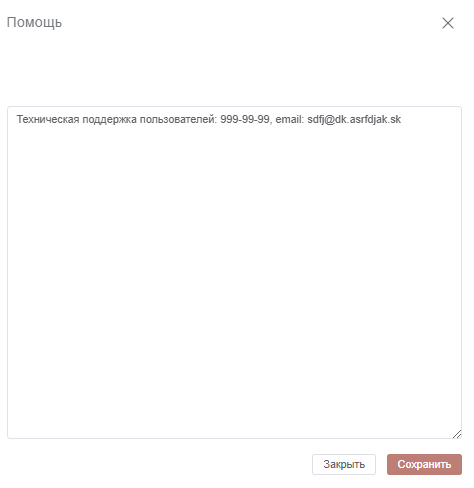 Помощь
Техническая поддержка пользователей: 999-99-99, email: sdfj@dk.asrfdjak.sk
Закрыть
Сохранить